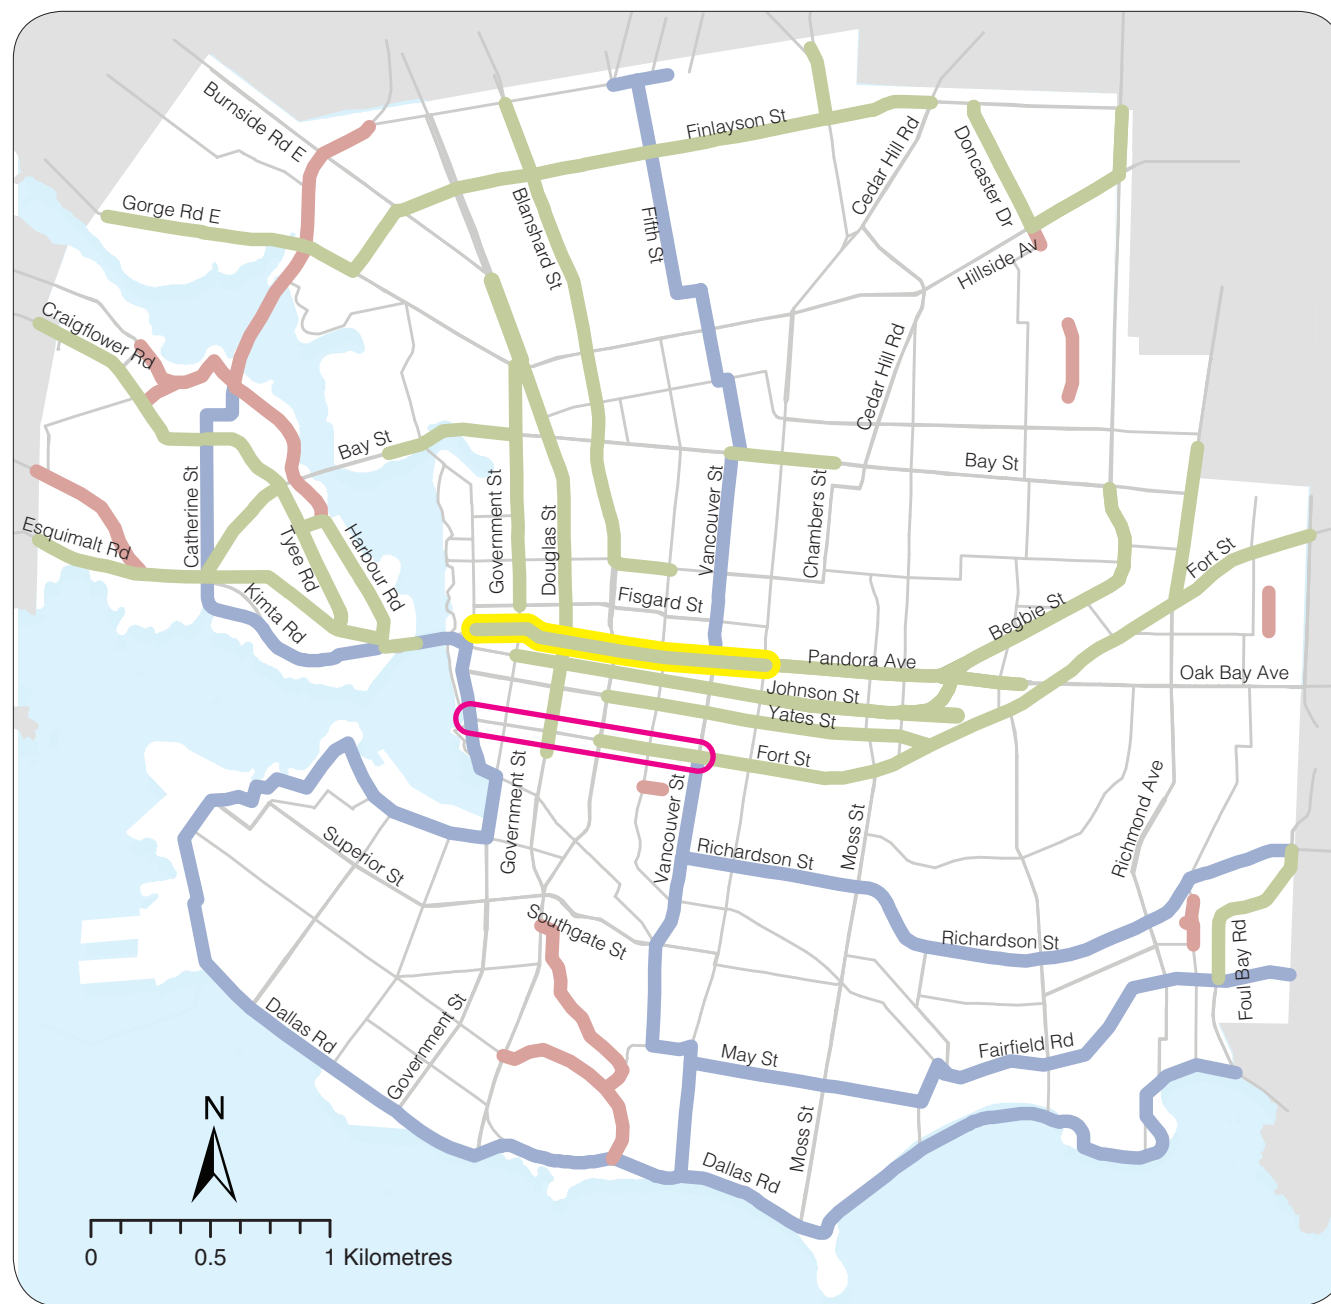 Burnside Rd E
Finlayson St
Cedar Hill Rd
Doncaster Dr
Gorge Rd E
Blanshard St
Fifth St
Hillside Av
Craigflower Rd
Cedar Hill Rd
Bay St
Bay St
Catherine St
Government St
Douglas St
Vancouver St
Chambers St
Esquimalt Rd
Tyee Rd
Harbour Rd
Fort St
Kimta Rd
Fisgard St
Begbie St
Pandora Ave
Oak Bay Ave
Johnson St
Yates St
Fort St
Government St
Vancouver St
Moss St
Richmond Ave
Superior St
Richardson St
Southgate St
Richardson St
Foul Bay Rd
Dallas Rd
Government St
May St
Fairfield Rd
Moss St
Dallas Rd
N
0 0.5 1 Kilometres